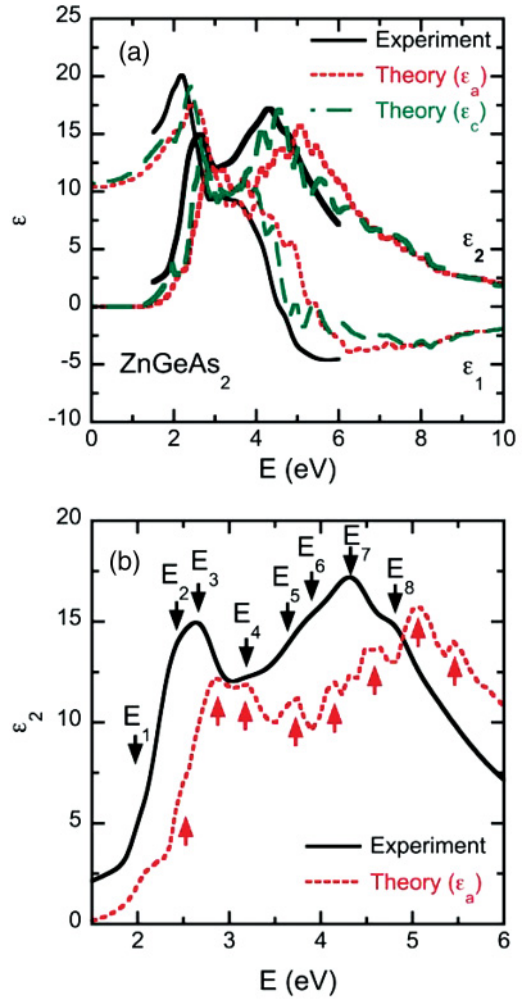 (a)
Experiment
Theory (εₐ)
Theory (ε_c)
25
20
15
10
5
0
-5
-10
ε
ε₂
ε₁
ZnGeAs₂
0 2 4 6 8 10
E (eV)
(b)
20
15
10
5
0
ε₂
E₁
E₂
E₃
E₄
E₅
E₆
E₇
E₈
Experiment
Theory (εₐ)
2 3 4 5 6
E (eV)